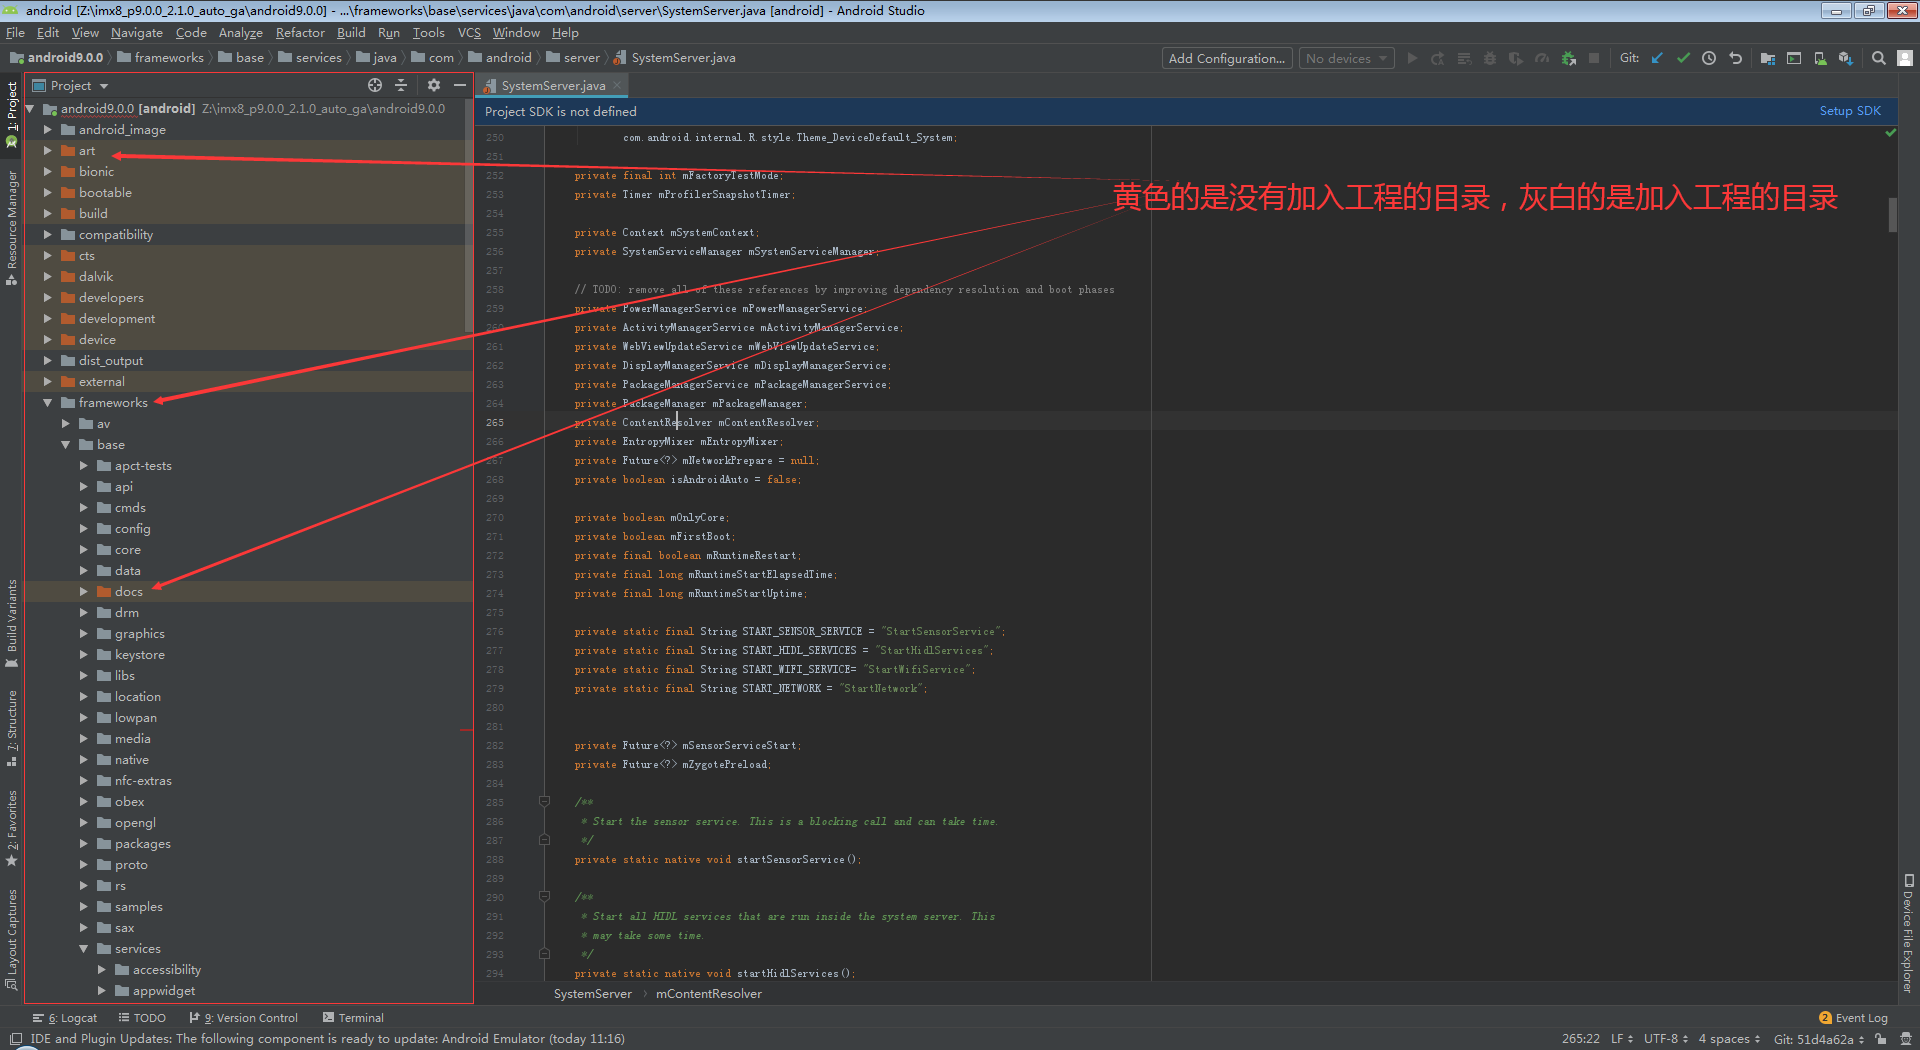 android [Z:\imx8_p9.0.0_2.1.0_auto_ga\android9.0.0] - ...\frameworks\base\services\java\com\android\server\SystemServer.java [android] - Android Studio
File Edit View Navigate Code Analyze Refactor Build Run Tools VCS Window Help
android9.0.0 frameworks base services java com android server SystemServer.java Add Configuration... No devices Git:
Project
SystemServer.java
Project SDK is not defined Setup SDK
1: Project
Resource Manager
Build Variants
7: Structure
2: Favorites
Layout Captures
android9.0.0 [android] Z:\imx8_p9.0.0_2.1.0_auto_ga\android9.0.0
android_image
art
bionic
bootable
build
compatibility
cts
dalvik
developers
development
device
dist_output
external
frameworks
av
base
apct-tests
api
cmds
config
core
data
docs
drm
graphics
keystore
libs
location
lowpan
media
native
nfc-extras
obex
opengl
packages
proto
rs
samples
sax
services
accessibility
appwidget
黄色的是没有加入工程的目录，灰白的是加入工程的目录
250 com.android.internal.R.style.Theme_DeviceDefault_System;
251
252 private final int mFactoryTestMode;
253 private Timer mProfilerSnapshotTimer;
254
255 private Context mSystemContext;
256 private SystemServiceManager mSystemServiceManager;
257
258 // TODO: remove all of these references by improving dependency resolution and boot phases
259 private PowerManagerService mPowerManagerService;
260 private ActivityManagerService mActivityManagerService;
261 private WebViewUpdateService mWebViewUpdateService;
262 private DisplayManagerService mDisplayManagerService;
263 private PackageManagerService mPackageManagerService;
264 private PackageManager mPackageManager;
265 private ContentResolver mContentResolver;
266 private EntropyMixer mEntropyMixer;
267 private Future<?> mNetworkPrepare = null;
268 private boolean isAndroidAuto = false;
269
270 private boolean mOnlyCore;
271 private boolean mFirstBoot;
272 private final boolean mRuntimeRestart;
273 private final long mRuntimeStartElapsedTime;
274 private final long mRuntimeStartUptime;
275
276 private static final String START_SENSOR_SERVICE = "StartSensorService";
277 private static final String START_HIDL_SERVICES = "StartHidlServices";
278 private static final String START_WIFI_SERVICE= "StartWifiService";
279 private static final String START_NETWORK = "StartNetwork";
280
281
282 private Future<?> mSensorServiceStart;
283 private Future<?> mZygotePreload;
284
285 /**
286 * Start the sensor service. This is a blocking call and can take time.
287 */
288 private static native void startSensorService();
289
290 /**
291 * Start all HIDL services that are run inside the system server. This
292 * may take some time.
293 */
294 private static native void startHidlServices();
Device File Explorer
SystemServer › mContentResolver
6: Logcat TODO 9: Version Control Terminal 2 Event Log
IDE and Plugin Updates: The following component is ready to update: Android Emulator (today 11:16) 265:22 LF UTF-8 4 spaces Git: 51d4a62a